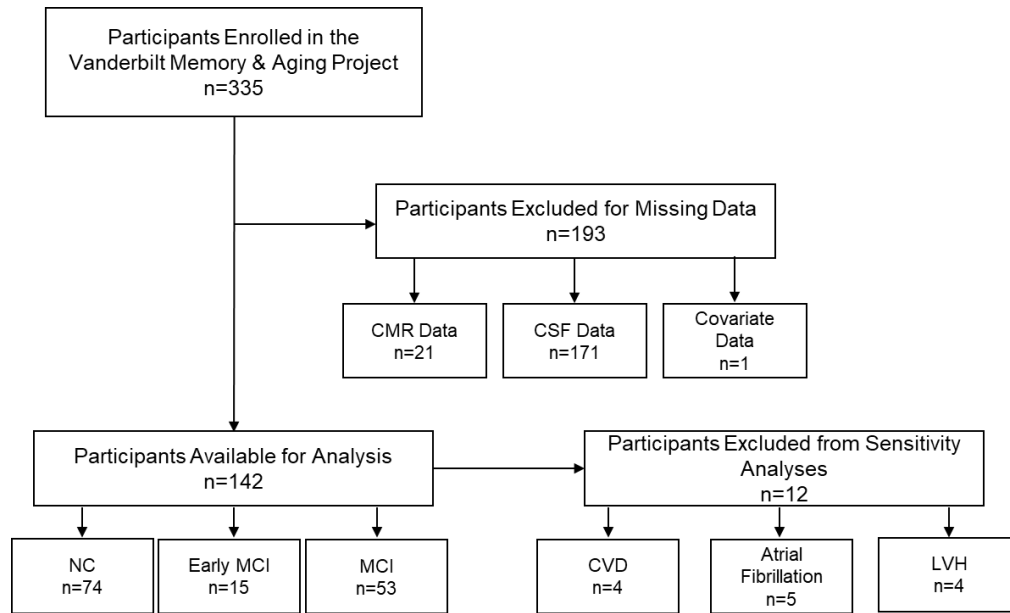 Participants Enrolled in the
Vanderbilt Memory & Aging Project
n=335
Participants Excluded for Missing Data
n=193
CMR Data
n=21
CSF Data
n=171
Covariate
Data
n=1
Participants Available for Analysis
n=142
Participants Excluded from Sensitivity
Analyses
n=12
NC
n=74
Early MCI
n=15
MCI
n=53
CVD
n=4
Atrial
Fibrillation
n=5
LVH
n=4